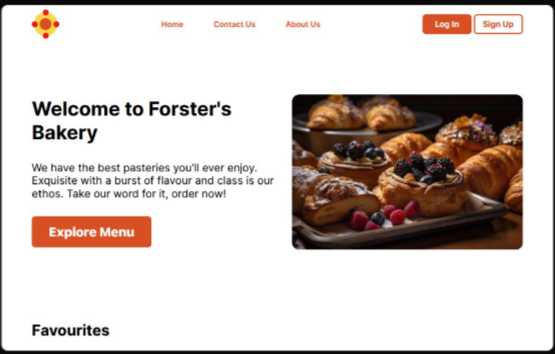 Home Contact Us About Us Log In Sign Up
Welcome to Forster's
Bakery
We have the best pasteries you'll ever enjoy.
Exquisite with a burst of flavour and class is our
ethos. Take our word for it, order now!
Explore Menu
Favourites